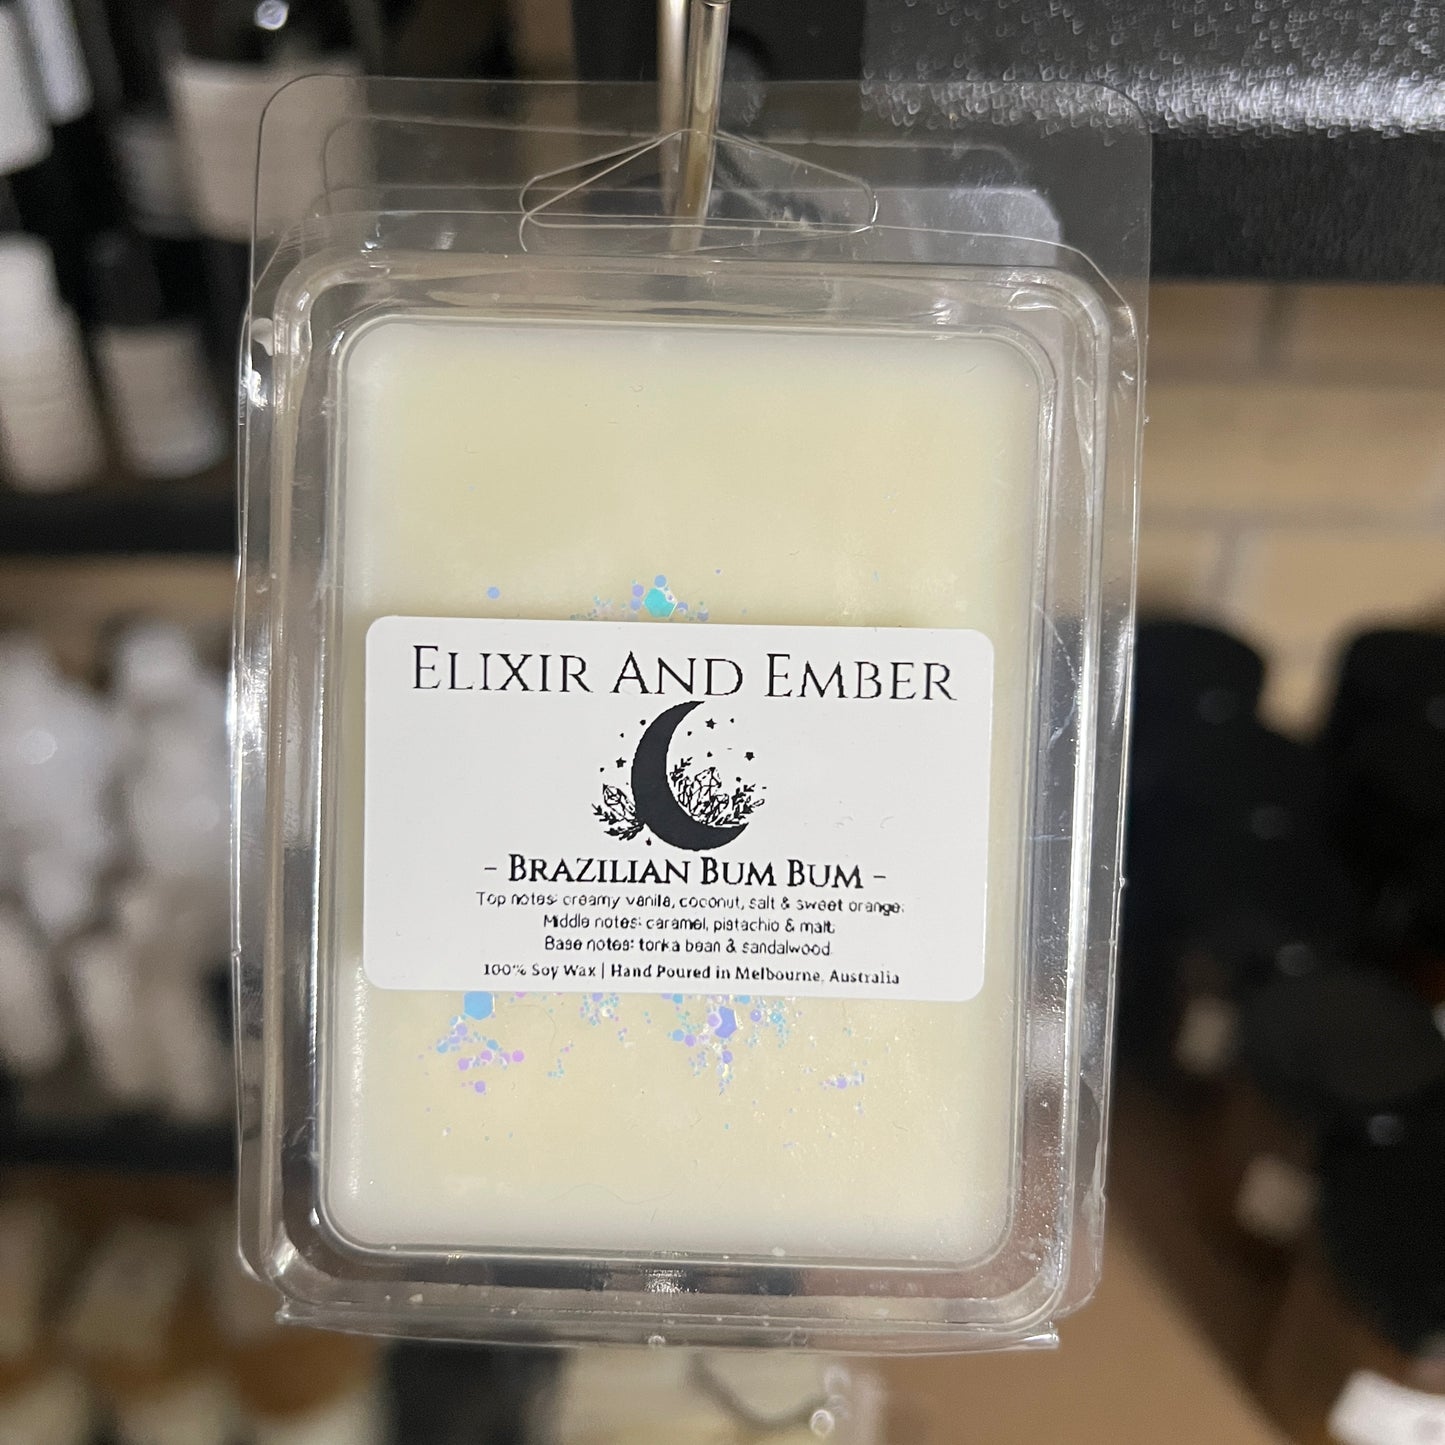 Elixir And Ember
- Brazilian Bum Bum -
Top notes: creamy vanila, coconut, salt & sweet orange.
Middle notes: caramel, pistachio & malt.
Base notes: tonka bean & sandalwood.
100% Soy Wax | Hand Poured in Melbourne, Australia